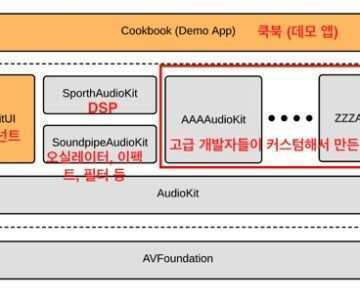 Cookbook (Demo App) 쿡북 (데모 앱)
itUI
넌트
SporthAudioKit
DSP
SoundpipeAudioKit
오실레이터, 이펙
트, 필터 등
AAAAudioKit
ZZZA
고급 개발자들이 커스텀해서 만든
AudioKit
AVFoundation